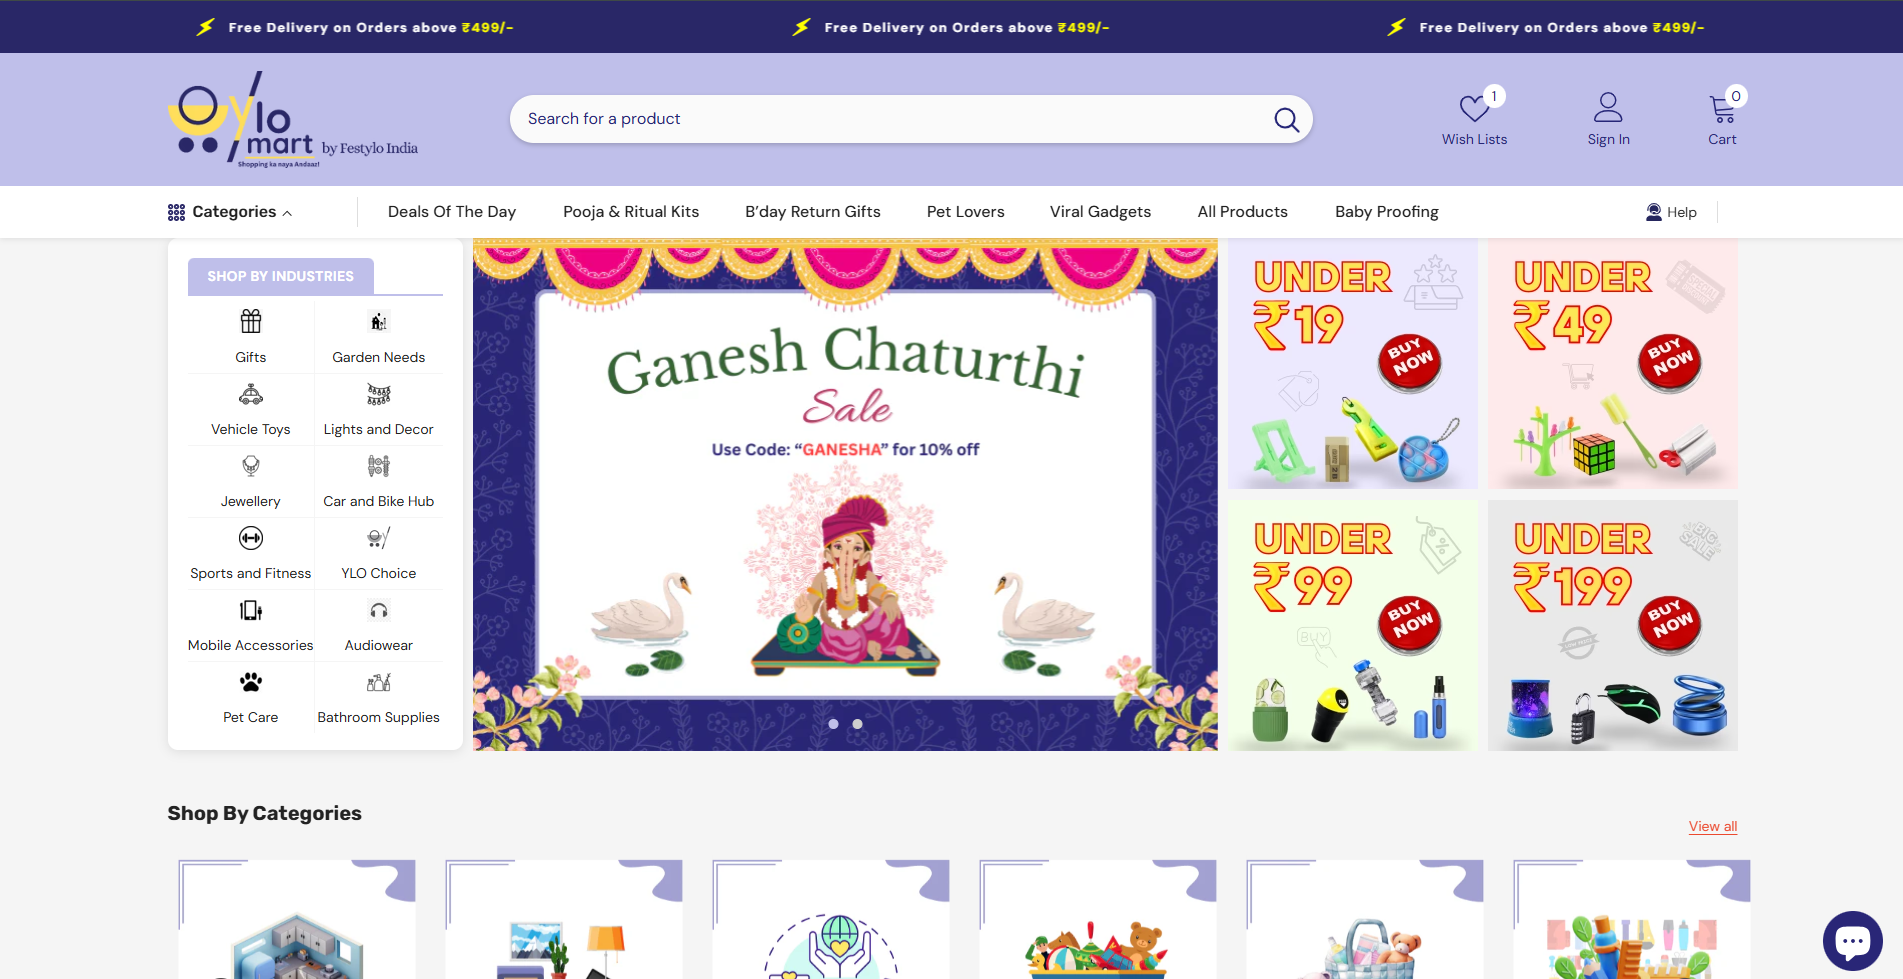 Free Delivery on Orders above ₹499/-
Free Delivery on Orders above ₹499/-
Free Delivery on Orders above ₹499/-
Oylo
mart by Festylo India
Shopping ka naya Andaaz!
Search for a product
1
Wish Lists
Sign In
0
Cart
Categories
Deals Of The Day
Pooja & Ritual Kits
B'day Return Gifts
Pet Lovers
Viral Gadgets
All Products
Baby Proofing
Help
SHOP BY INDUSTRIES
Gifts
Garden Needs
Vehicle Toys
Lights and Decor
Jewellery
Car and Bike Hub
Sports and Fitness
YLO Choice
Mobile Accessories
Audiowear
Pet Care
Bathroom Supplies
Ganesh Chaturthi
Sale
Use Code: “GANESHA” for 10% off
UNDER
₹19
BUY
NOW
UNDER
₹49
BUY
NOW
UNDER
₹99
BUY
NOW
BUY
UNDER
₹199
BIG
SALE
BUY
NOW
Shop By Categories
View all